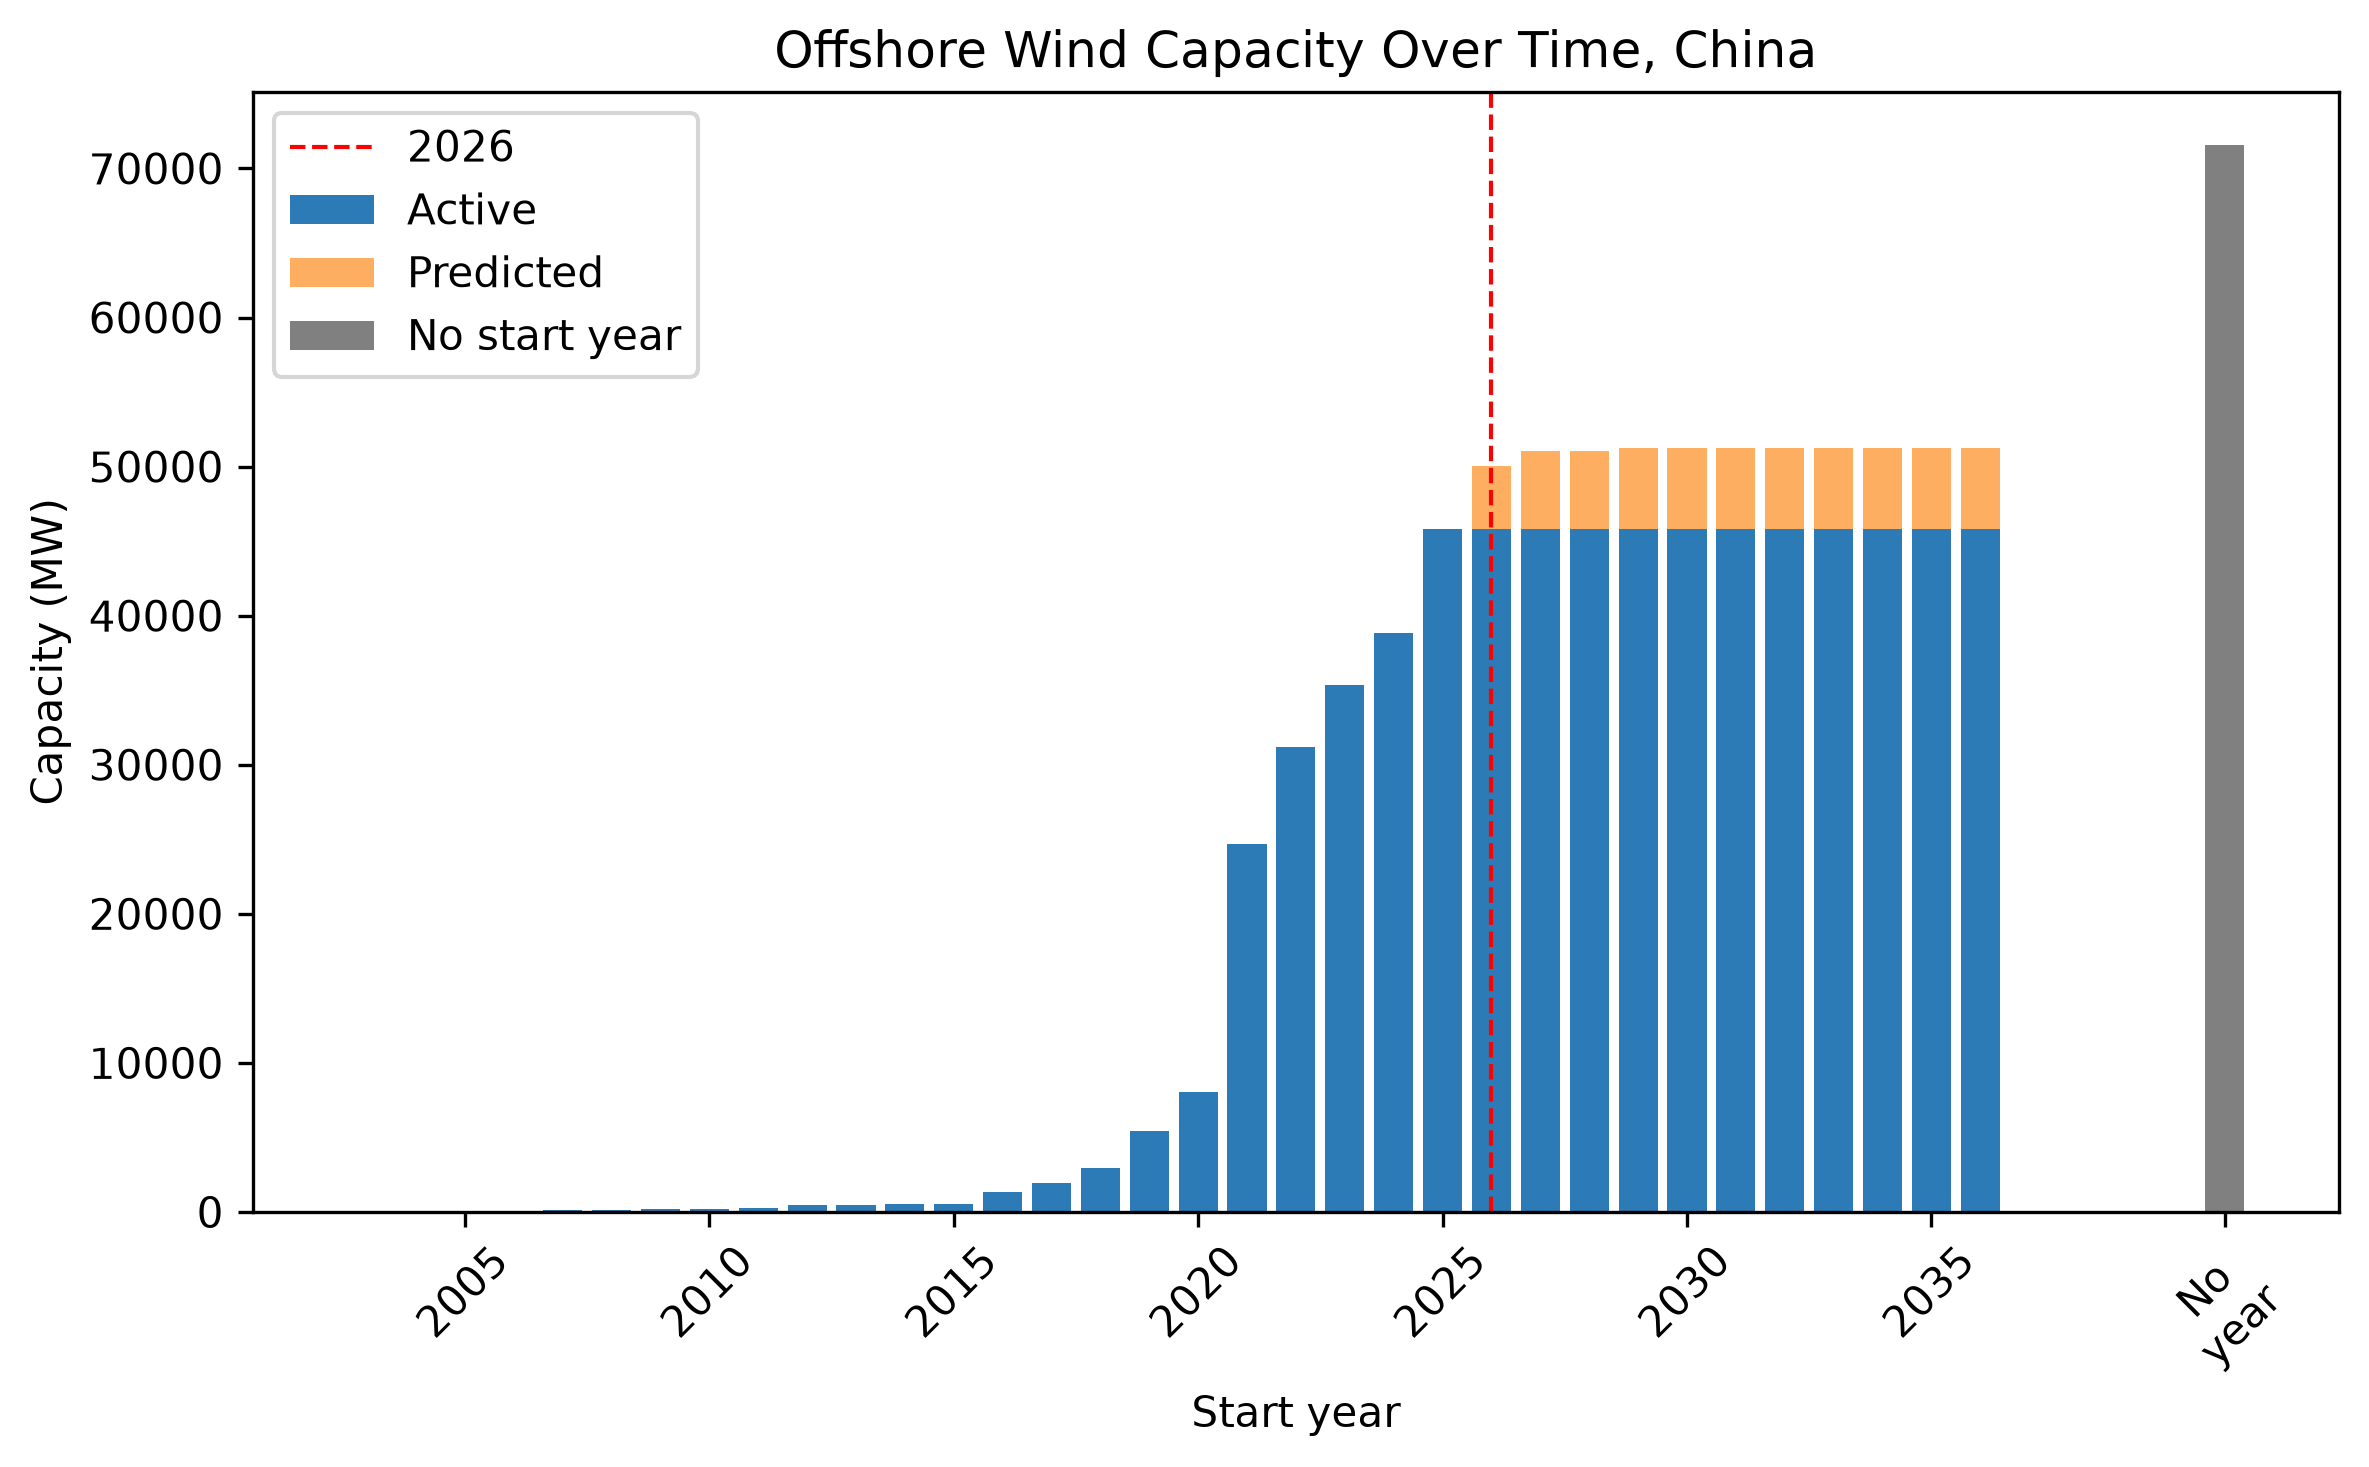 Offshore Wind Capacity Over Time, China
2026
Active
Predicted
No start year
Capacity (MW)
70000
60000
50000
40000
30000
20000
10000
0
2005
2010
2015
2020
2025
2030
2035
No
year
Start year